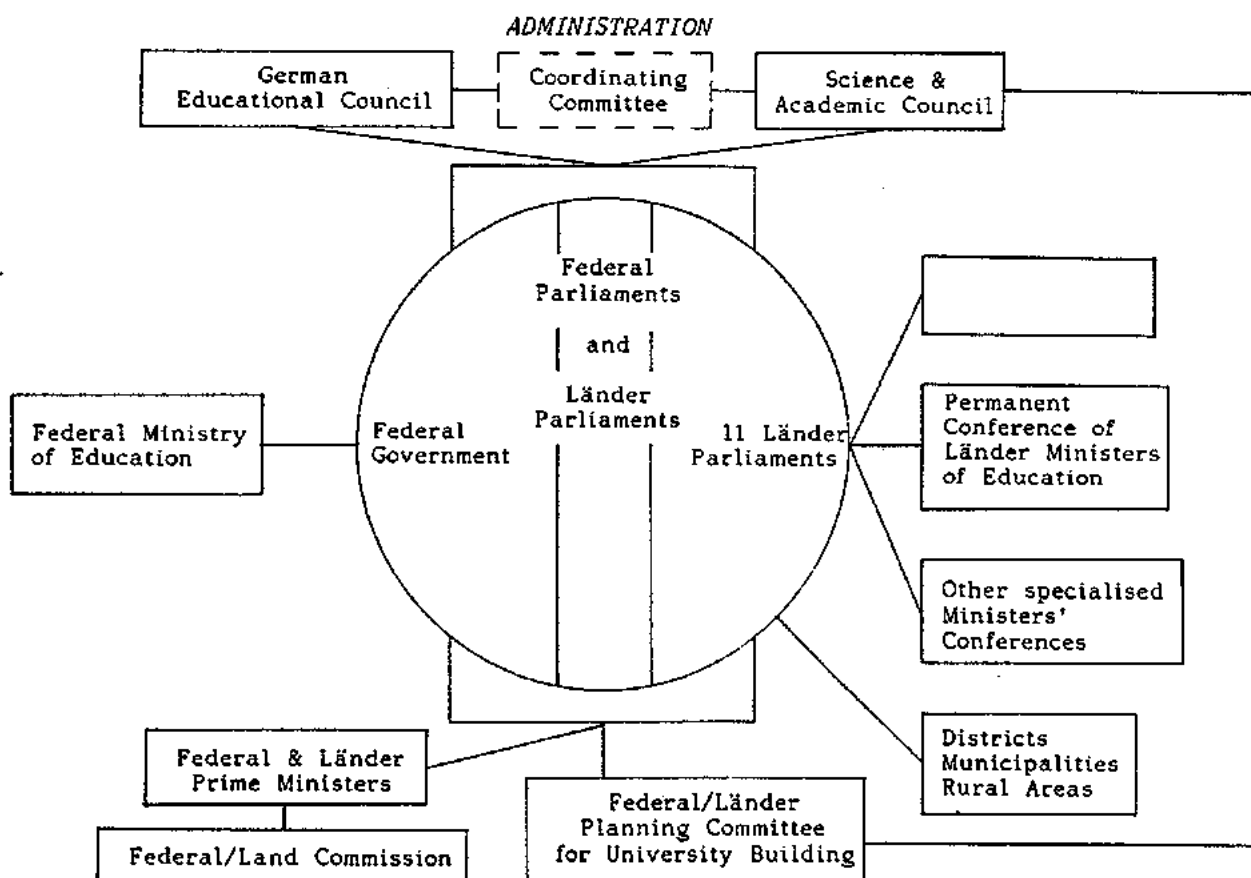 ADMINISTRATION
German
Educational Council
Coordinating
Committee
Science &
Academic Council
Federal
Parliaments
and
Länder
Parliaments
Federal Ministry
of Education
Federal
Government
11 Länder
Parliaments
Permanent
Conference of
Länder Ministers
of Education
Other specialised
Ministers'
Conferences
Districts
Municipalities
Rural Areas
Federal & Länder
Prime Ministers
Federal/Land Commission
Federal/Länder
Planning Committee
for University Building